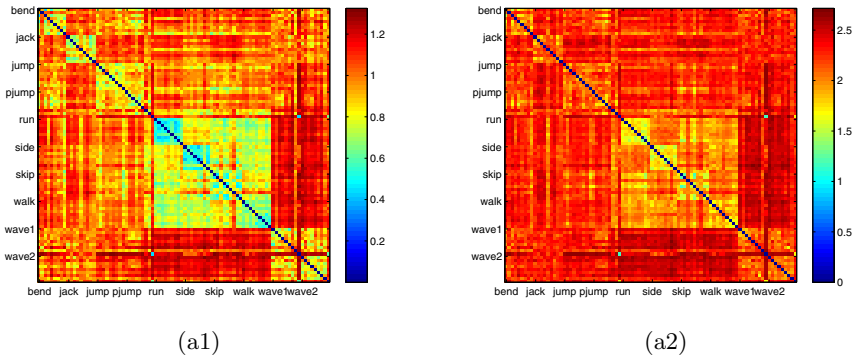 bend
jack
jump
pjump
run
side
skip
walk
wave1
wave2
bend jack jump pjump run side skip walk wave1wave2
1.2
1
0.8
0.6
0.4
0.2
(a1)
bend
jack
jump
pjump
run
side
skip
walk
wave1
wave2
bend jack jump pjump run side skip walk wave1wave2
2.5
2
1.5
1
0.5
0
(a2)